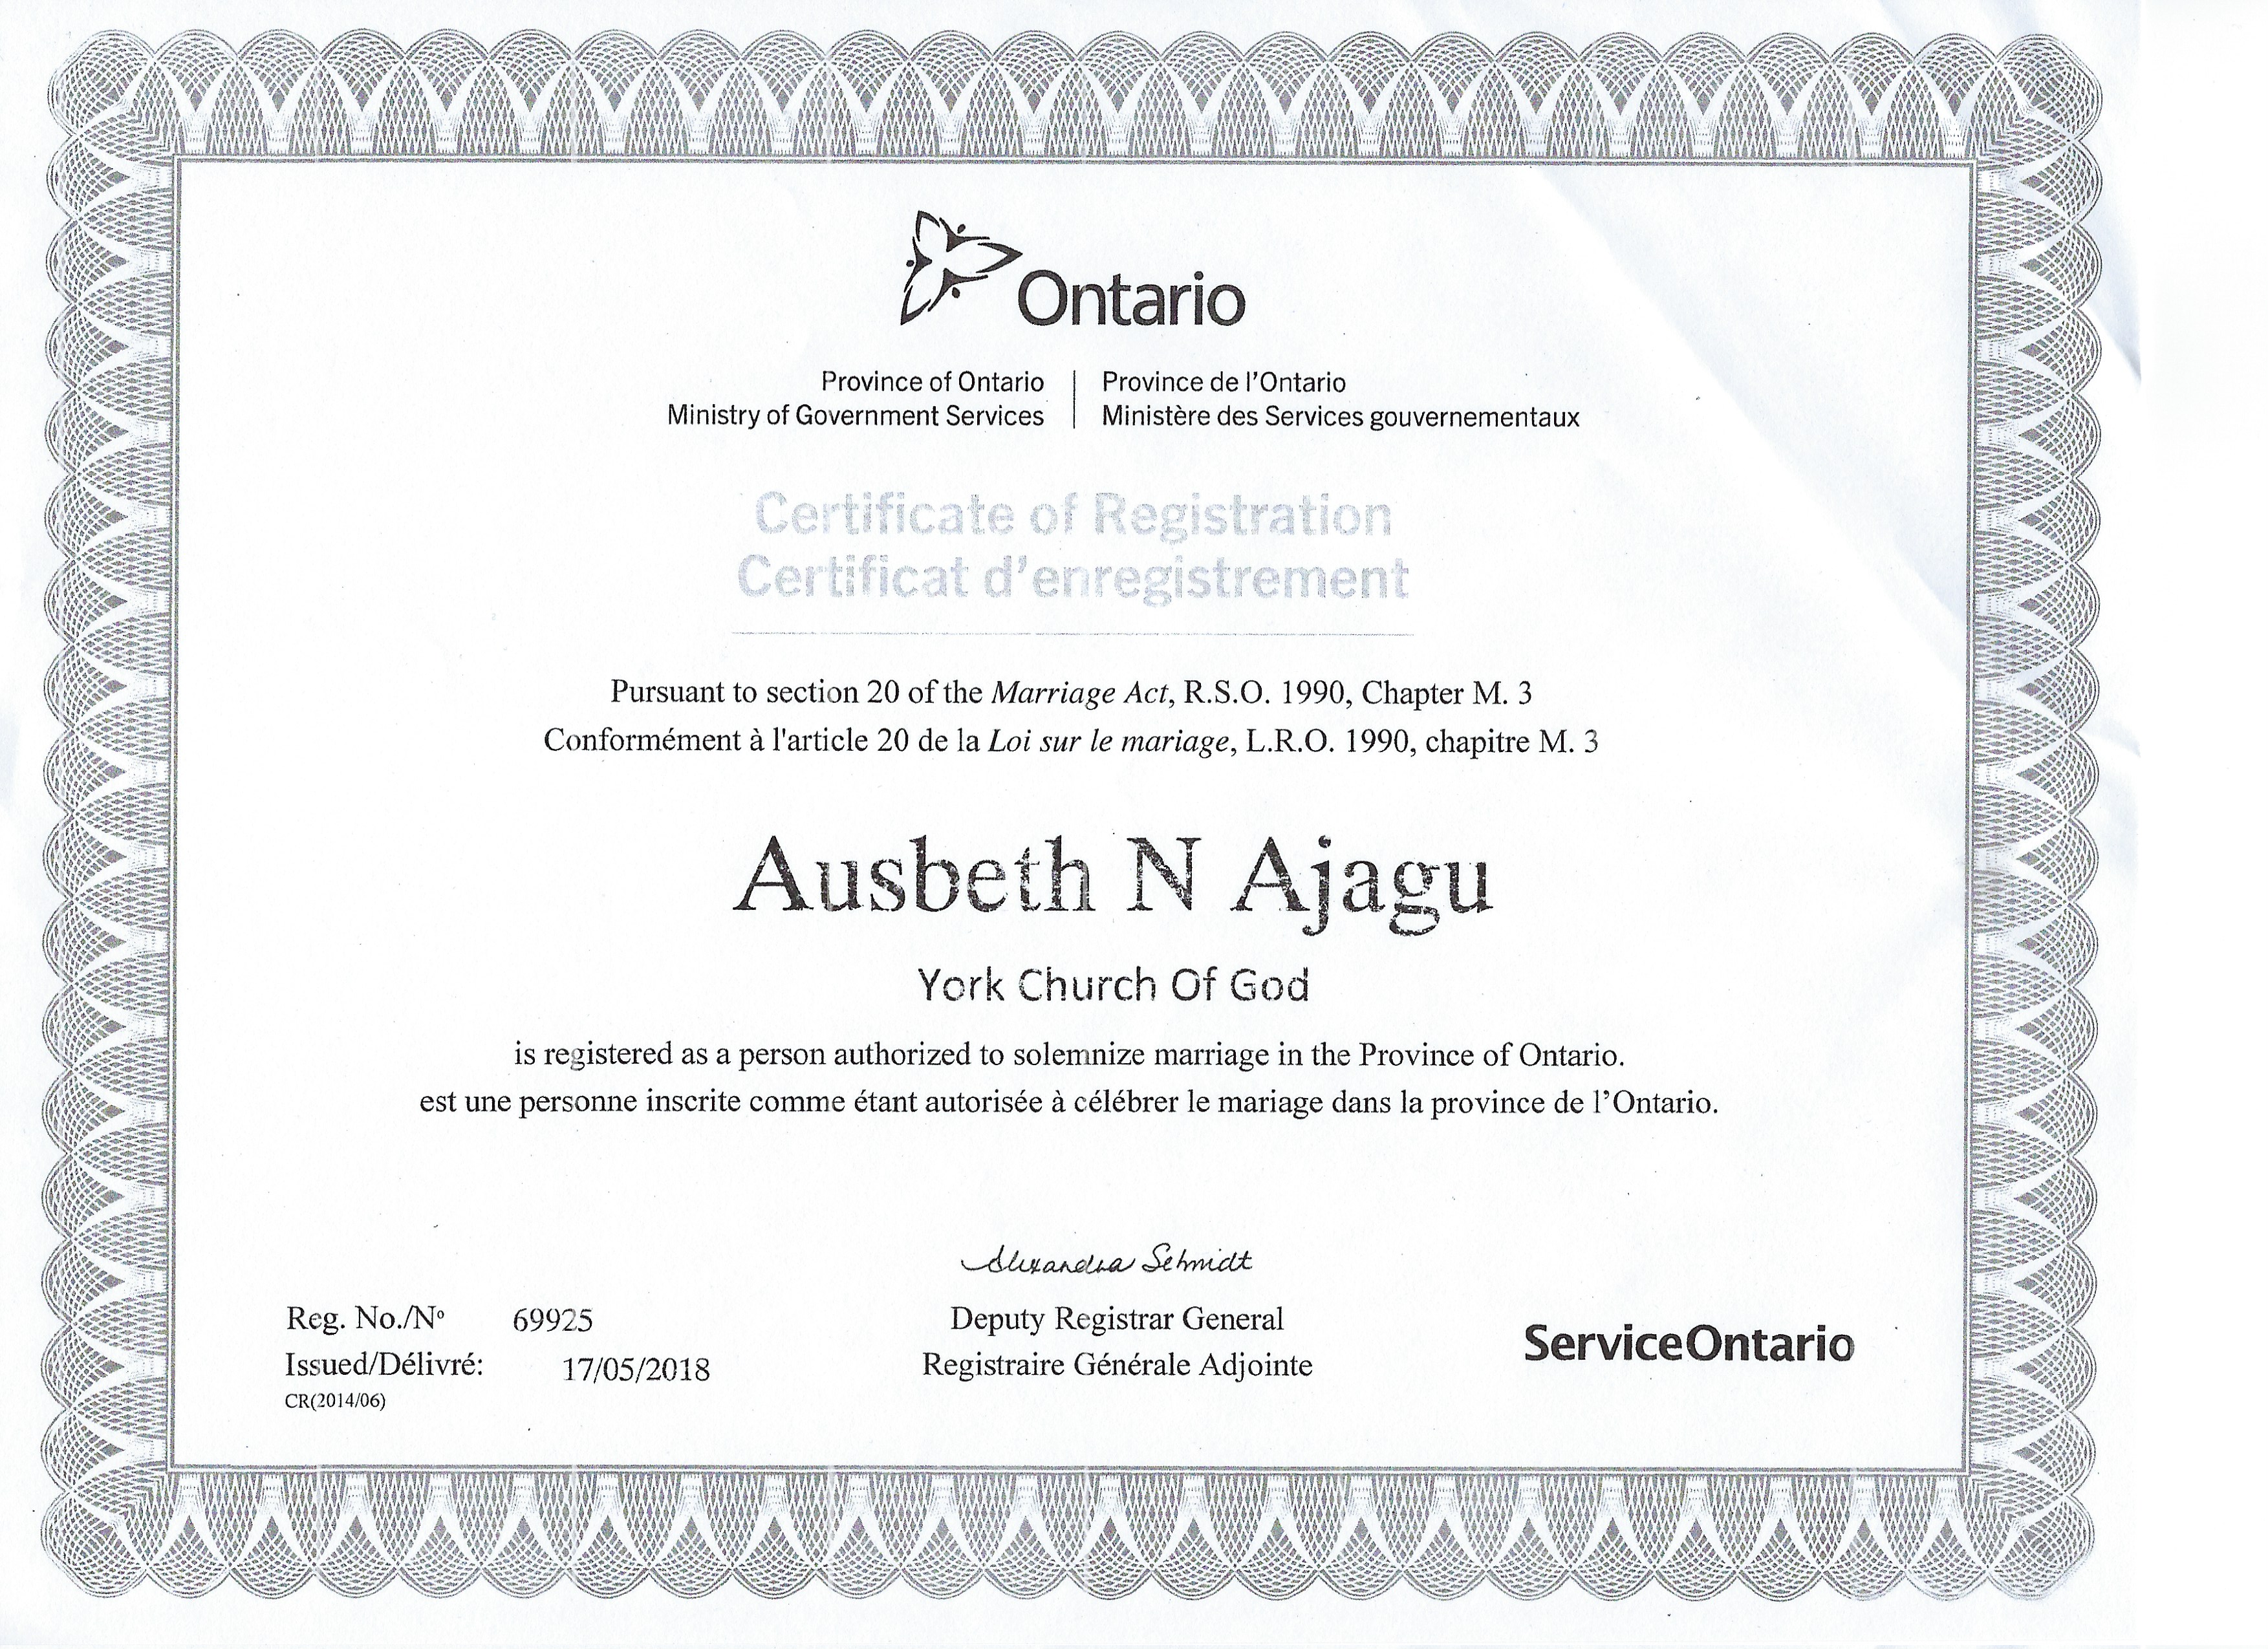 Ontario
Province of Ontario
Ministry of Government Services
Province de l'Ontario
Ministère des Services gouvernementaux
Certificate of Registration
Certificat d'enregistrement
Pursuant to section 20 of the Marriage Act, R.S.O. 1990, Chapter M. 3
Conformément à l'article 20 de la Loi sur le mariage, L.R.O. 1990, chapitre M. 3
Ausbeth N Ajagu
York Church Of God
is registered as a person authorized to solemnize marriage in the Province of Ontario.
est une personne inscrite comme étant autorisée à célébrer le mariage dans la province de l'Ontario.
Alexandra Schmidt
Reg. No./Nº 69925
Issued/Délivré: 17/05/2018
CR(2014/06)
Deputy Registrar General
Registraire Générale Adjointe
ServiceOntario